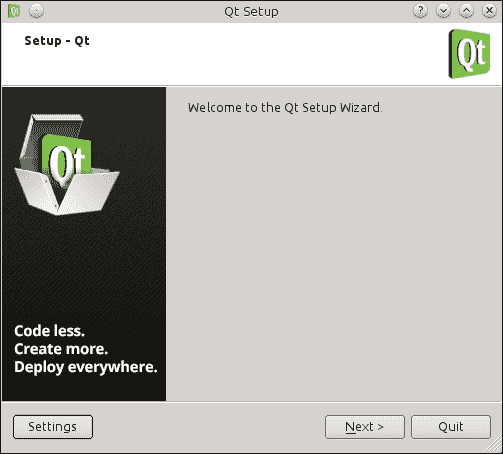 Qt Setup
Setup - Qt
Qt
Welcome to the Qt Setup Wizard.
Qt
Code less.
Create more.
Deploy everywhere.
Settings
Next >
Quit